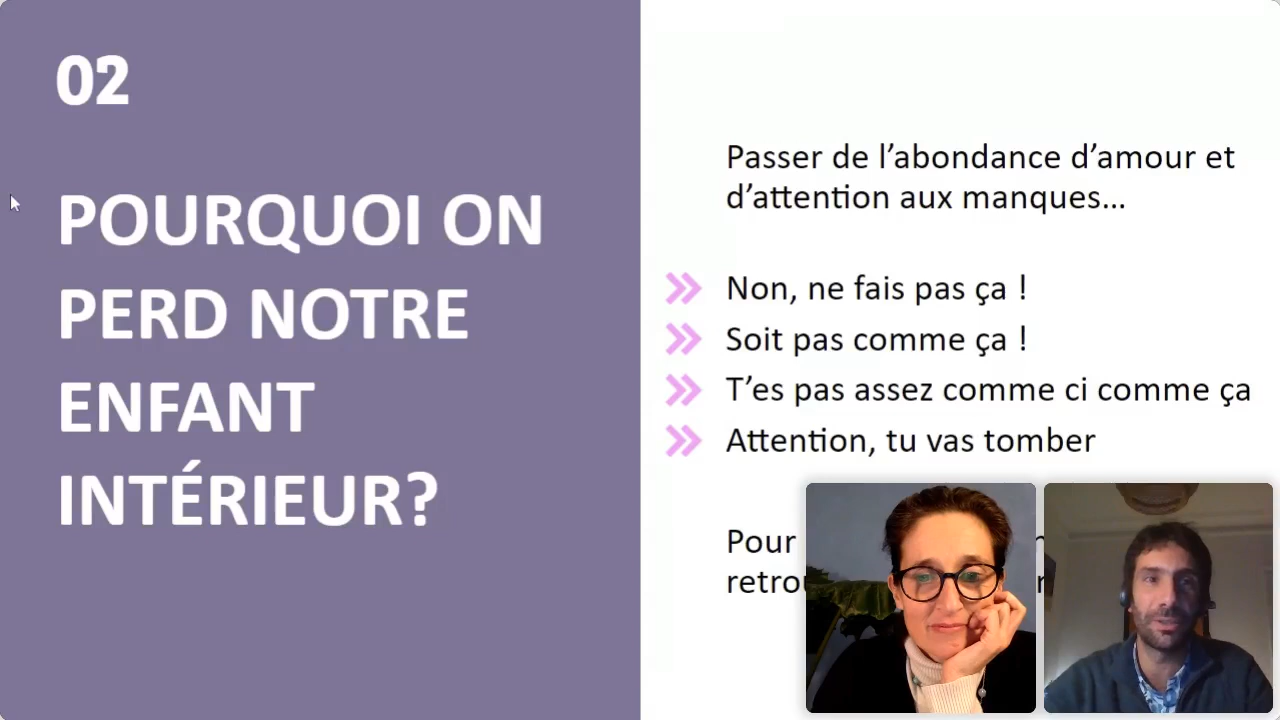 02
POURQUOI ON
PERD NOTRE
ENFANT
INTÉRIEUR?
Passer de l’abondance d’amour et
d’attention aux manques…
Non, ne fais pas ça !
Soit pas comme ça !
T’es pas assez comme ci comme ça
Attention, tu vas tomber
Pour